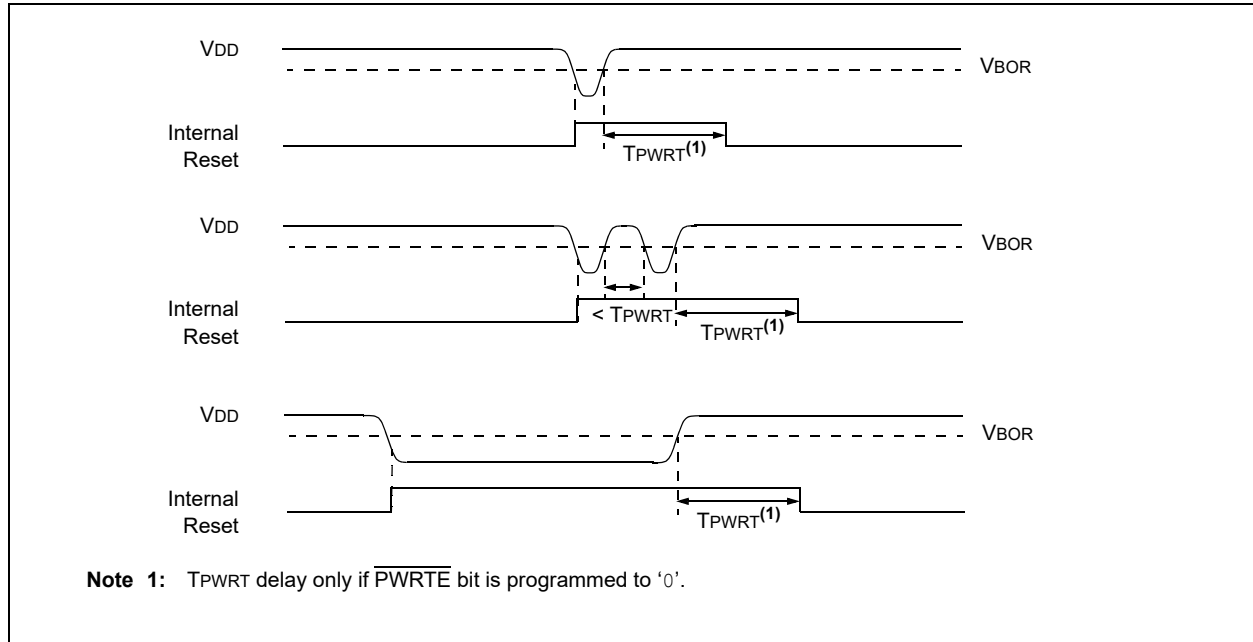 VDD
VBOR
Internal
Reset
TPWRT(1)
VDD
VBOR
Internal
Reset
< TPWRT
TPWRT(1)
VDD
VBOR
Internal
Reset
TPWRT(1)
Note 1: TPWRT delay only if PWRTE bit is programmed to ‘0’.